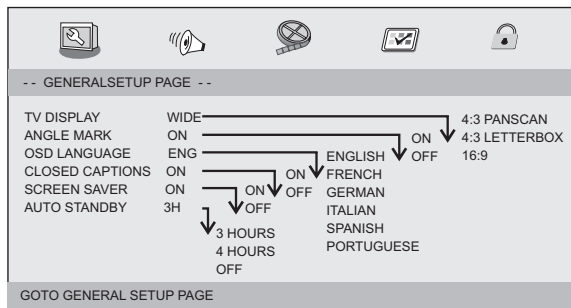 - - GENERALSETUP PAGE - -
TV DISPLAY WIDE 4:3 PANSCAN
ANGLE MARK ON ON 4:3 LETTERBOX
OSD LANGUAGE ENG ENGLISH OFF 16:9
CLOSED CAPTIONS ON ON FRENCH
SCREEN SAVER ON ON OFF GERMAN
AUTO STANDBY 3H OFF ITALIAN
3 HOURS SPANISH
4 HOURS PORTUGUESE
OFF
GOTO GENERAL SETUP PAGE